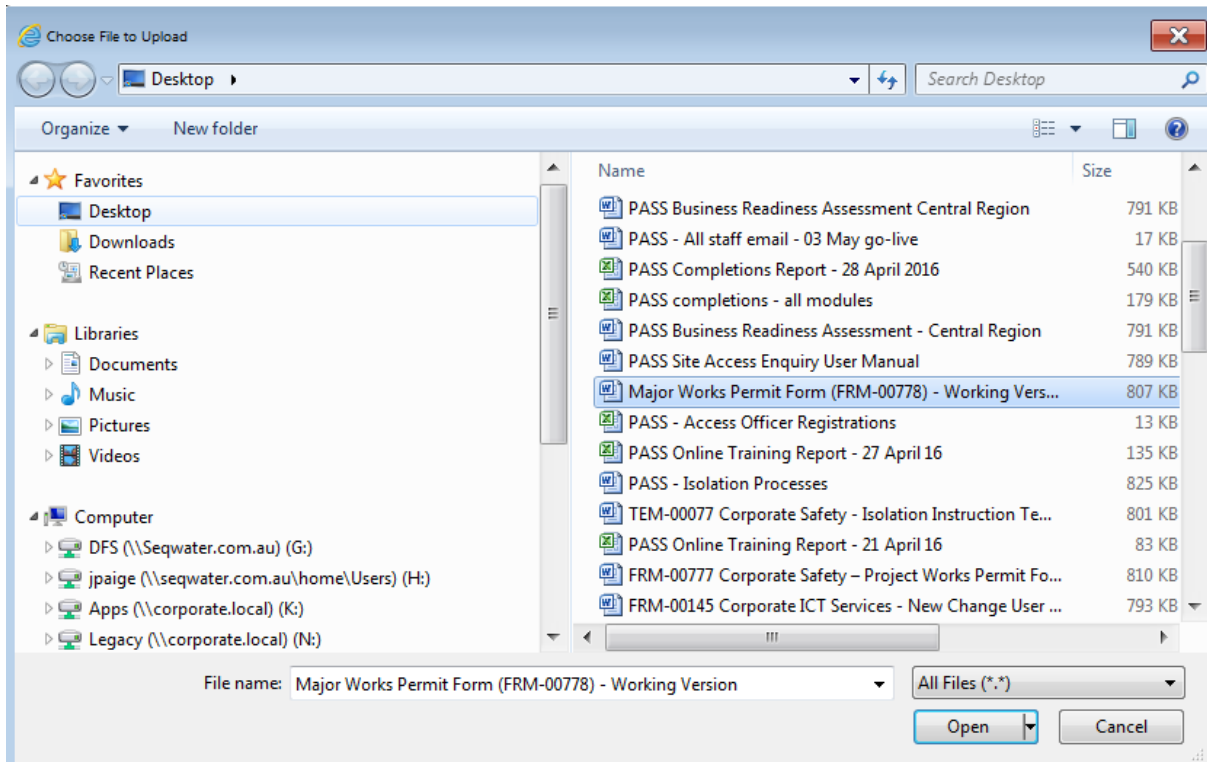 Choose File to Upload
Desktop
Search Desktop
Organize
New folder
Favorites
Desktop
Downloads
Recent Places
Libraries
Documents
Music
Pictures
Videos
Computer
DFS (\\Seqwater.com.au) (G:)
jpaige (\\seqwater.com.au\home\Users) (H:)
Apps (\\corporate.local) (K:)
Legacy (\\corporate.local) (N:)
Name Size
PASS Business Readiness Assessment Central Region 791 KB
PASS - All staff email - 03 May go-live 17 KB
PASS Completions Report - 28 April 2016 540 KB
PASS completions - all modules 179 KB
PASS Business Readiness Assessment - Central Region 791 KB
PASS Site Access Enquiry User Manual 789 KB
Major Works Permit Form (FRM-00778) - Working Vers... 807 KB
PASS - Access Officer Registrations 13 KB
PASS Online Training Report - 27 April 16 135 KB
PASS - Isolation Processes 825 KB
TEM-00077 Corporate Safety - Isolation Instruction Te... 801 KB
PASS Online Training Report - 21 April 16 83 KB
FRM-00777 Corporate Safety – Project Works Permit Fo... 810 KB
FRM-00145 Corporate ICT Services - New Change User ... 793 KB
File name: Major Works Permit Form (FRM-00778) - Working Version
All Files (*.*)
Open
Cancel